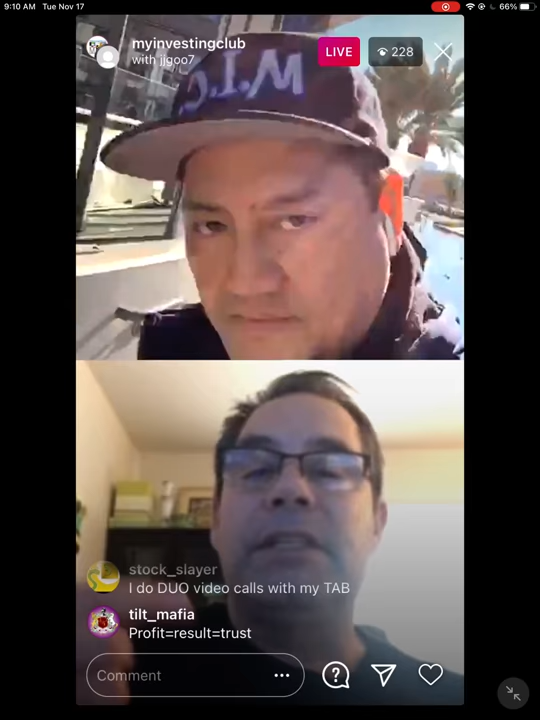 9:10 AM Tue Nov 17
66%
myinvestingclub
with jjgoo7
LIVE
228
M.I.C.
stock_slayer
I do DUO video calls with my TAB
tilt_mafia
Profit=result=trust
Comment